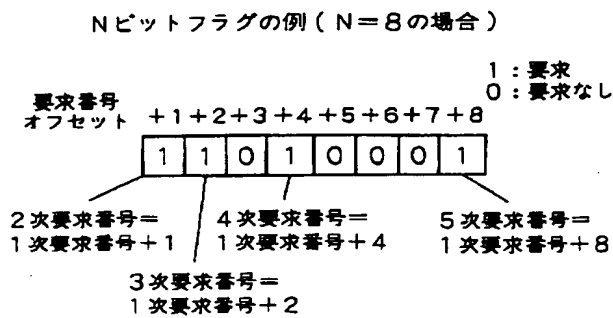 Nビットフラグの例(N=8の場合)
1:要求
0:要求なし
要求番号
オフセット +1+2+3+4+5+6+7+8
1 1 0 1 0 0 0 1
2次要求番号=
1次要求番号+1
4次要求番号=
1次要求番号+4
5次要求番号=
1次要求番号+8
3次要求番号=
1次要求番号+2